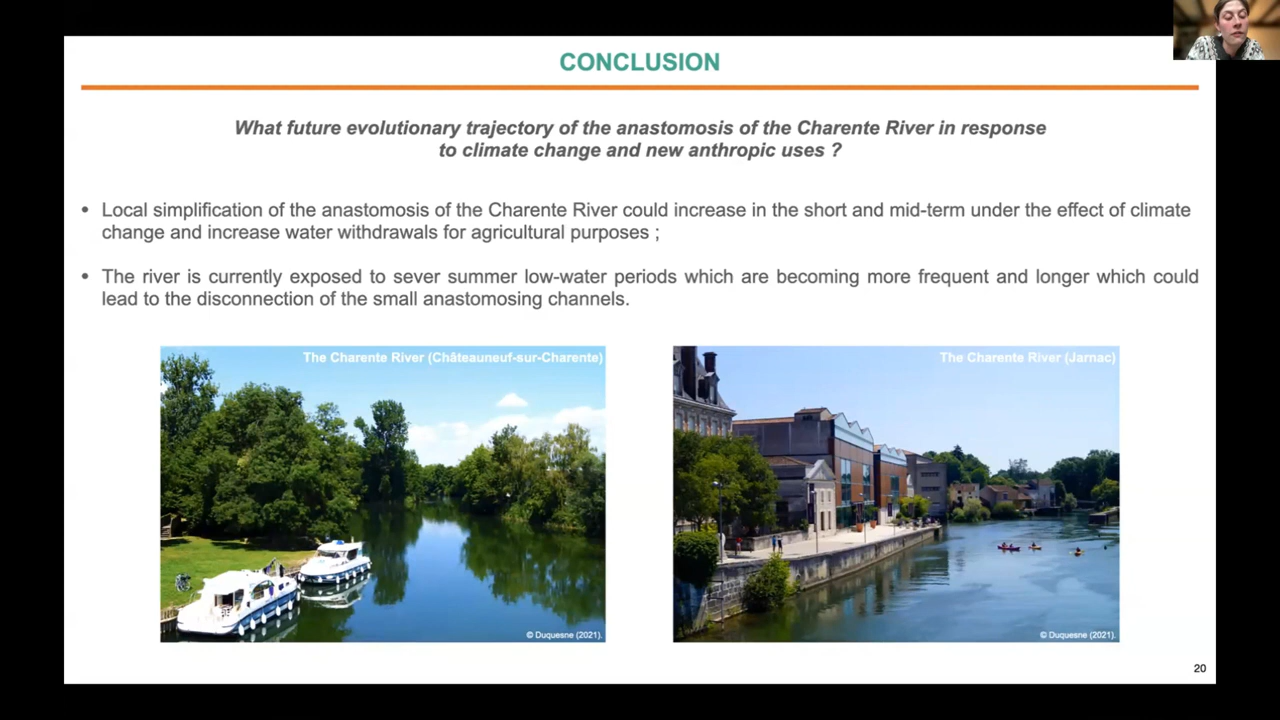 CONCLUSION
What future evolutionary trajectory of the anastomosis of the Charente River in response
to climate change and new anthropic uses ?
• Local simplification of the anastomosis of the Charente River could increase in the short and mid-term under the effect of climate
change and increase water withdrawals for agricultural purposes ;
• The river is currently exposed to sever summer low-water periods which are becoming more frequent and longer which could
lead to the disconnection of the small anastomosing channels.
The Charente River (Châteauneuf-sur-Charente)
© Duquesne (2021).
The Charente River (Jarnac)
© Duquesne (2021).
20